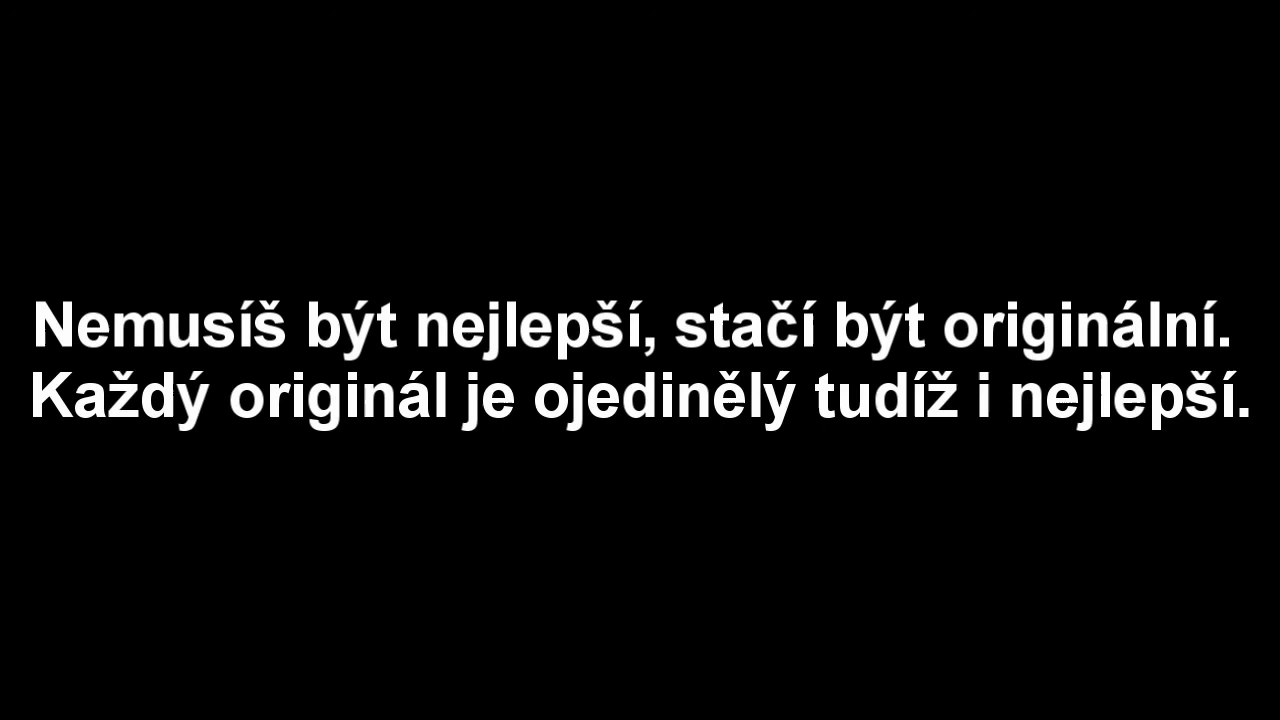 Nemusíš být nejlepší, stačí být originální.
Každý originál je ojedinělý tudíž i nejlepší.